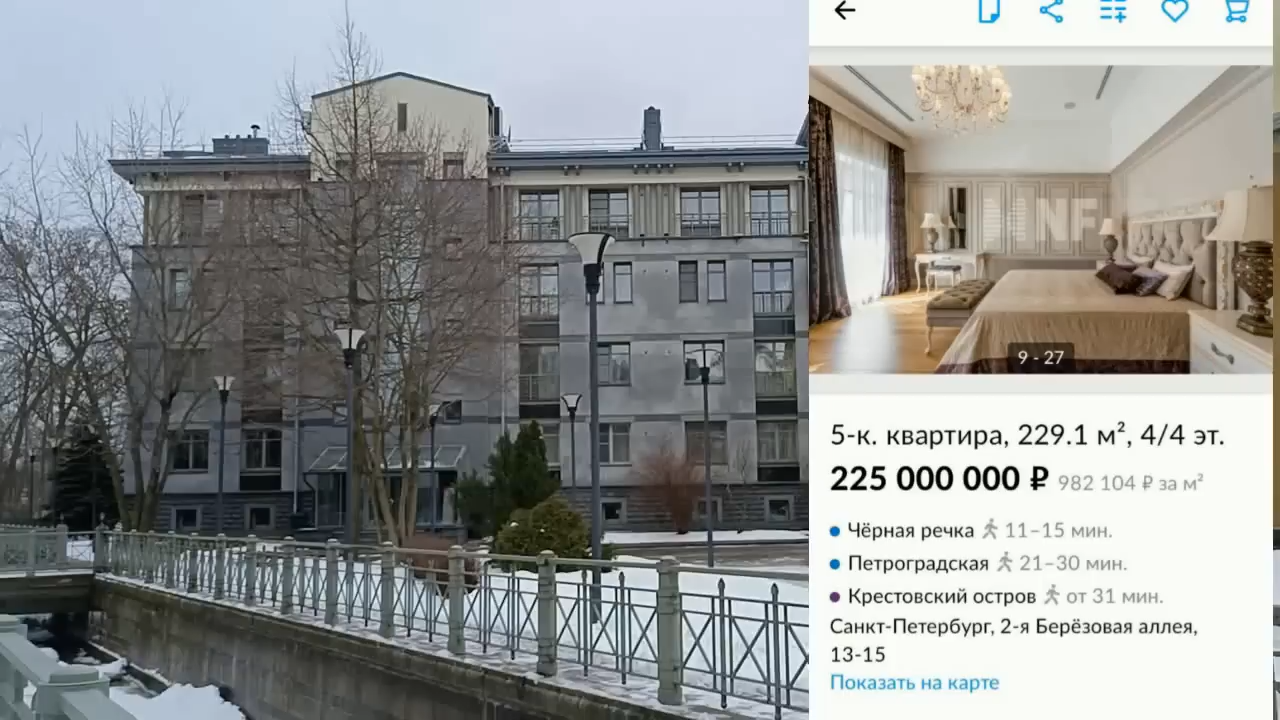 9 - 27
5-к. квартира, 229.1 м², 4/4 эт.
225 000 000 ₽ 982 104 ₽ за м²
Чёрная речка 11–15 мин.
Петроградская 21–30 мин.
Крестовский остров от 31 мин.
Санкт-Петербург, 2-я Берёзовая аллея,
13-15
Показать на карте